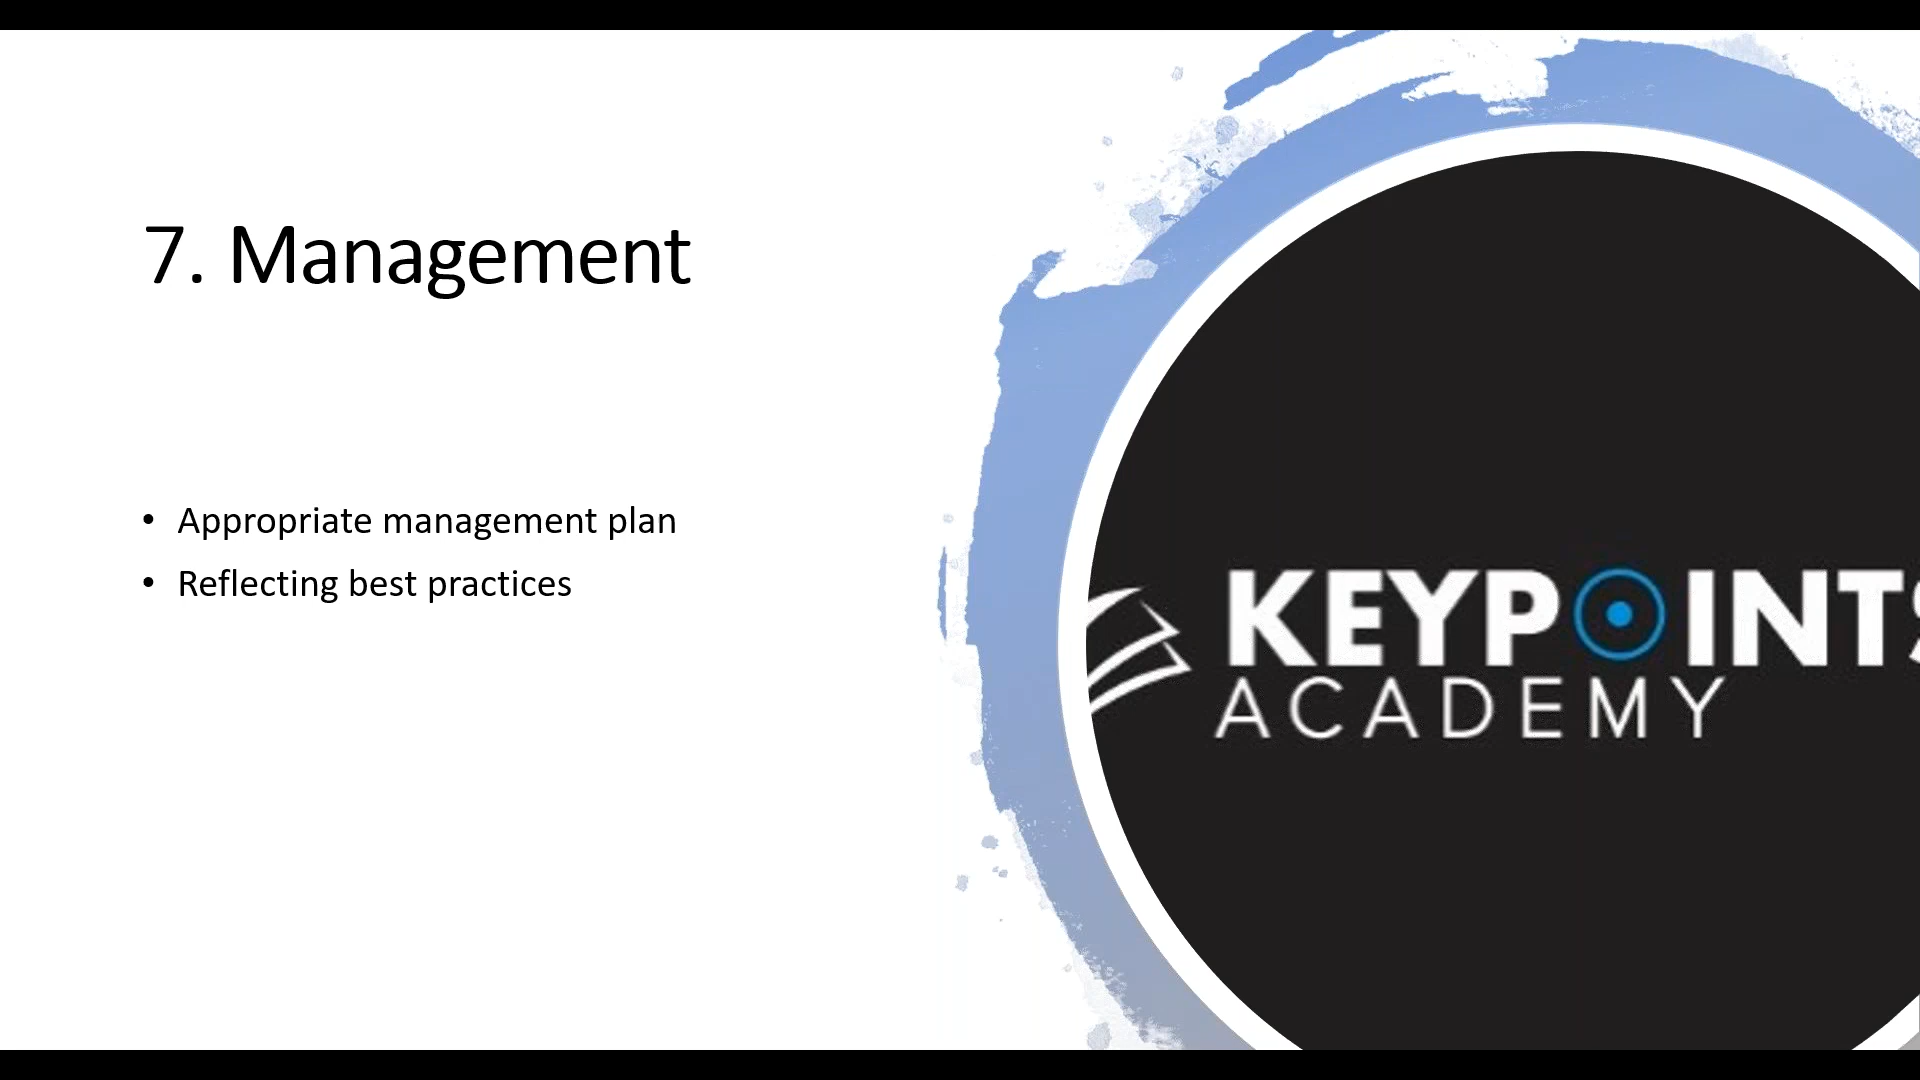 7. Management
• Appropriate management plan
• Reflecting best practices
KEYPOINTS
ACADEMY